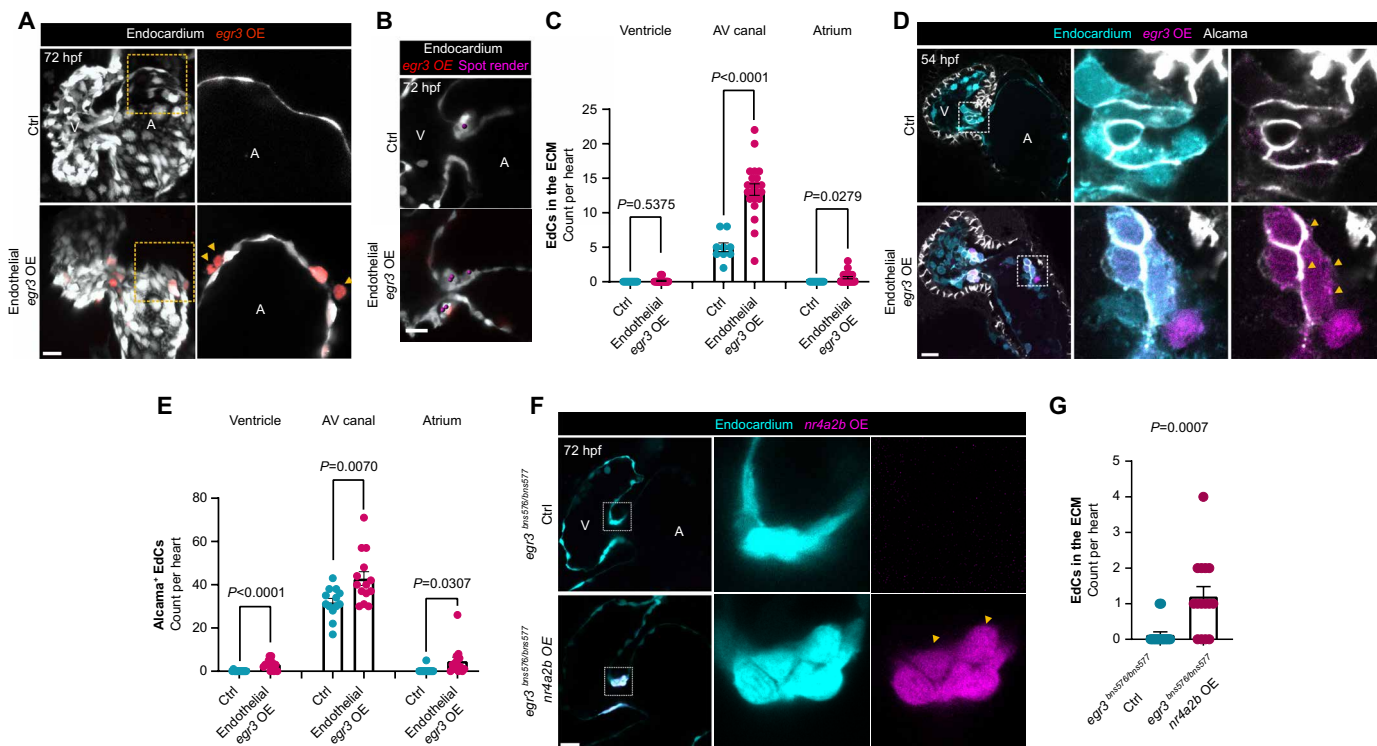 A
Endocardium egr3 OE
72 hpf
V
A
A
Ctrl
A
Endothelial
egr3 OE
B
Endocardium
egr3 OE Spot render
72 hpf
V
A
Ctrl
Endothelial
egr3 OE
C
Ventricle AV canal Atrium
P<0.0001
P=0.5375
P=0.0279
EdCs in the ECM
Count per heart
25
20
15
10
5
0
Ctrl
Endothelial
egr3 OE
Ctrl
Endothelial
egr3 OE
Ctrl
Endothelial
egr3 OE
D
Endocardium egr3 OE Alcama
54 hpf
V
A
Ctrl
Endothelial
egr3 OE
E
Ventricle AV canal Atrium
P=0.0070
P<0.0001
P=0.0307
Alcama+ EdCs
Count per heart
80
60
40
20
0
Ctrl
Endothelial
egr3 OE
Ctrl
Endothelial
egr3 OE
Ctrl
Endothelial
egr3 OE
F
Endocardium nr4a2b OE
72 hpf
V
A
egr3 bns576/bns577
Ctrl
egr3 bns576/bns577
nr4a2b OE
G
P=0.0007
EdCs in the ECM
Count per heart
5
4
3
2
1
0
egr3 bns576/bns577
Ctrl
egr3 bns576/bns577
nr4a2b OE